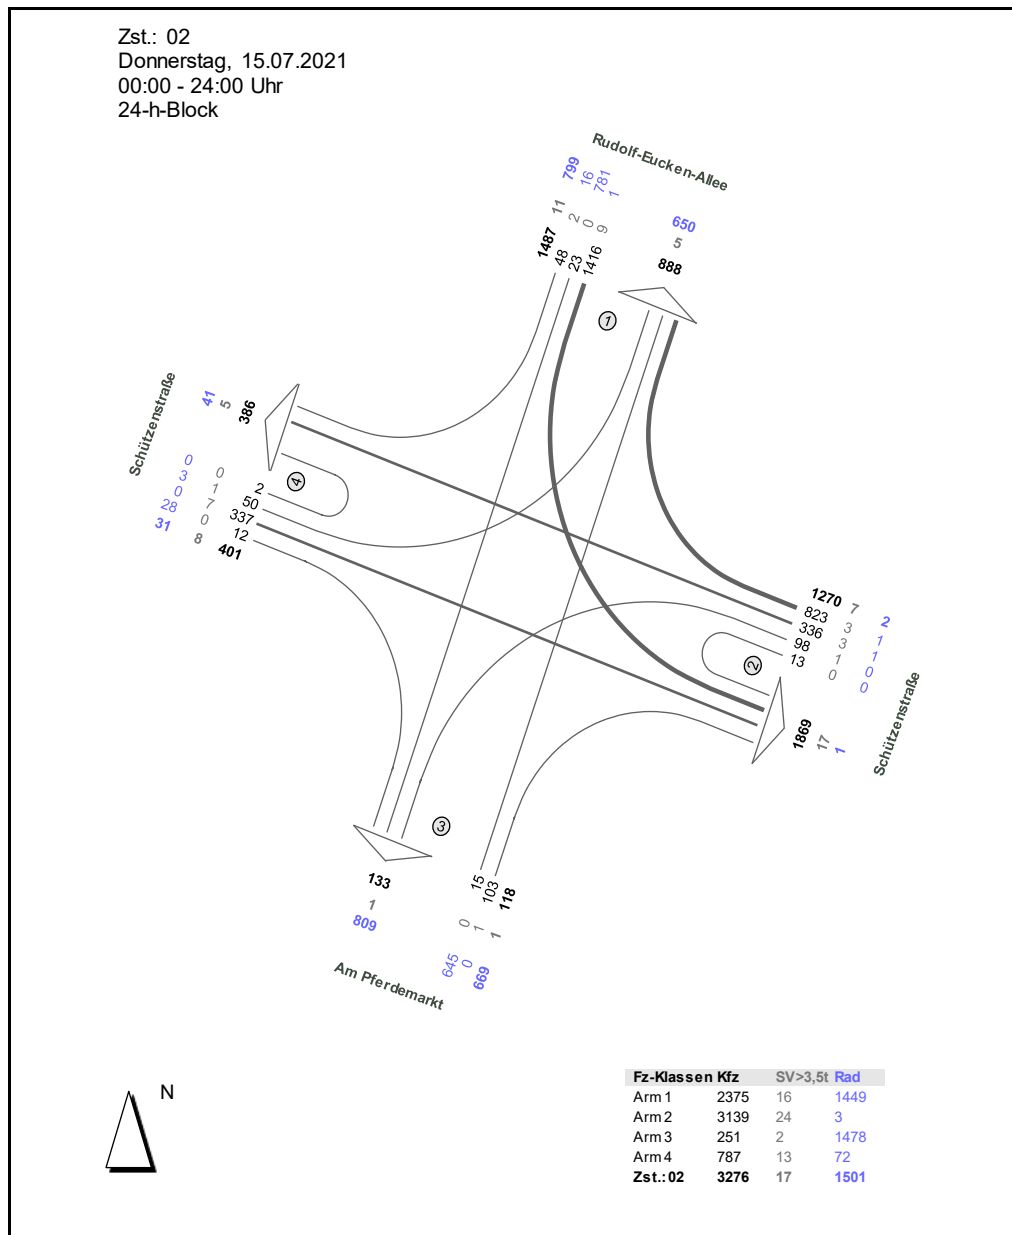 Zst.: 02
Donnerstag, 15.07.2021
00:00 - 24:00 Uhr
24-h-Block
Rudolf-Eucken-Allee
799 16 781 1
11 2 0 9
1487 48 23 1416
650
5
888
1
Schützenstraße
41 5 386
4
0 0 2
3 1 50
0 7 337
28 0 12
31 8 401
1270 7 2
823 3 1
336 3 1
98 1 0
13 0 0
2
1869 17 1
Schützenstraße
3
133
1
809
15 103 118
0 1 1
645 0 669
Am Pferdemarkt
N
Fz-Klassen Kfz SV>3,5t Rad
Arm 1 2375 16 1449
Arm 2 3139 24 3
Arm 3 251 2 1478
Arm 4 787 13 72
Zst.: 02 3276 17 1501